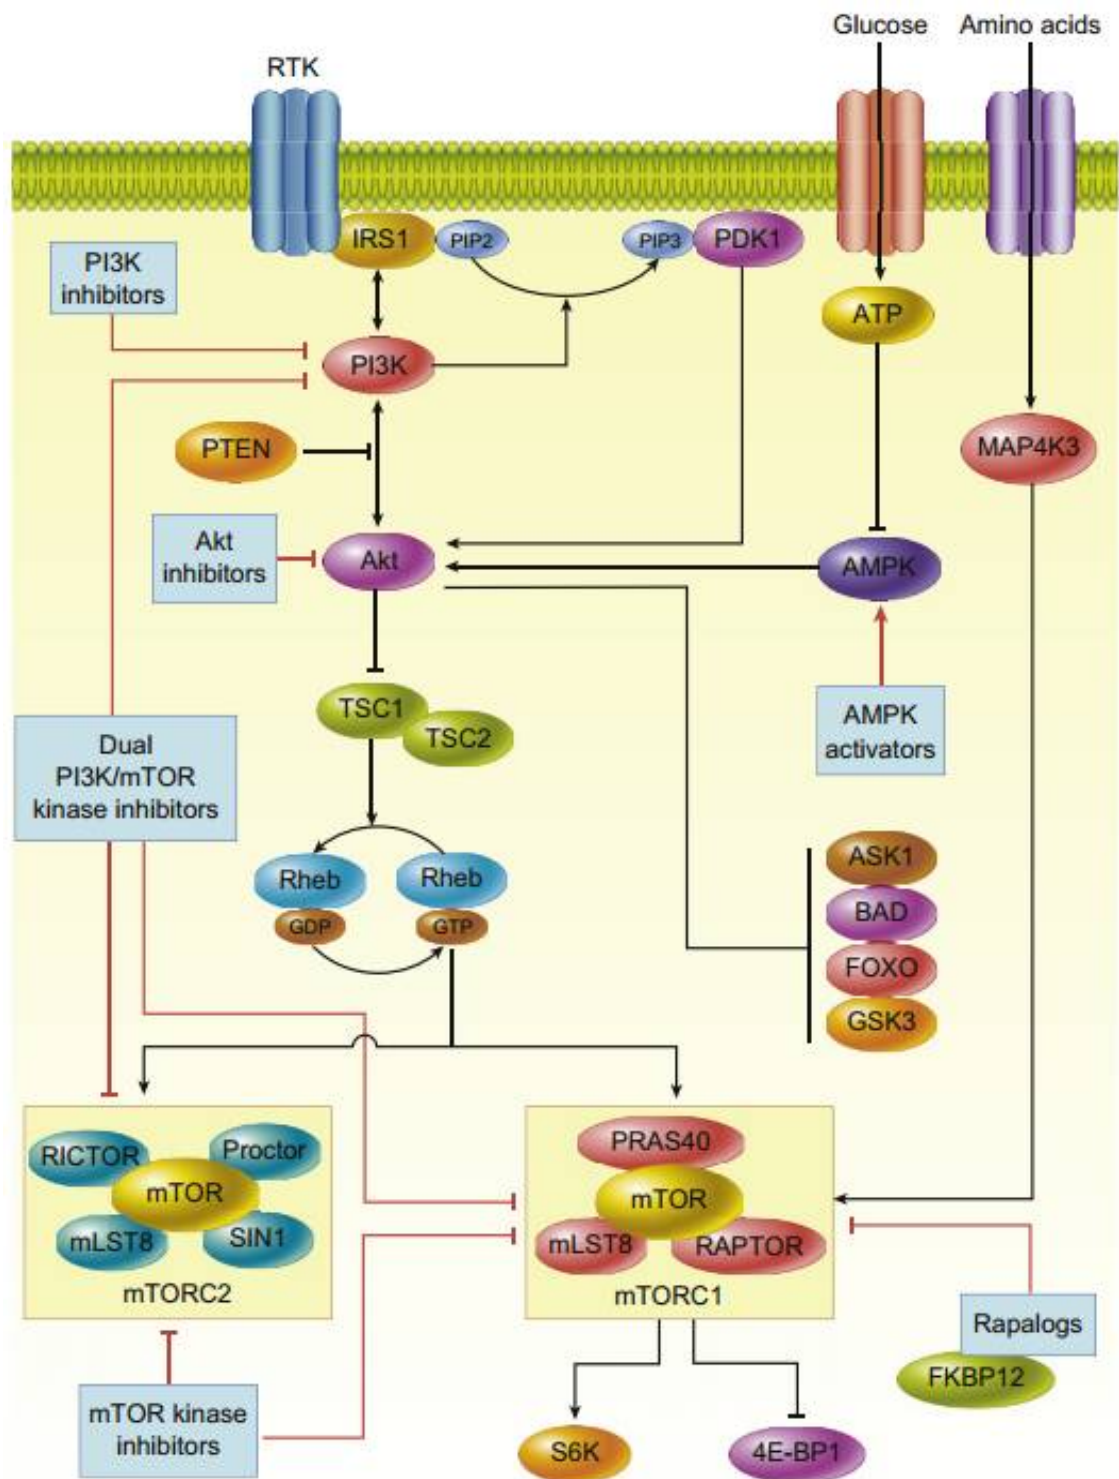 Glucose
Amino acids
RTK
IRS1
PIP2
PIP3
PDK1
PI3K
inhibitors
ATP
PI3K
PTEN
MAP4K3
Akt
inhibitors
Akt
AMPK
TSC1
TSC2
AMPK
activators
Dual
PI3K/mTOR
kinase inhibitors
Rheb
Rheb
GDP
GTP
ASK1
BAD
FOXO
GSK3
RICTOR
Proctor
mTOR
mLST8
SIN1
mTORC2
PRAS40
mTOR
mLST8
RAPTOR
mTORC1
Rapalogs
FKBP12
mTOR kinase
inhibitors
S6K
4E-BP1